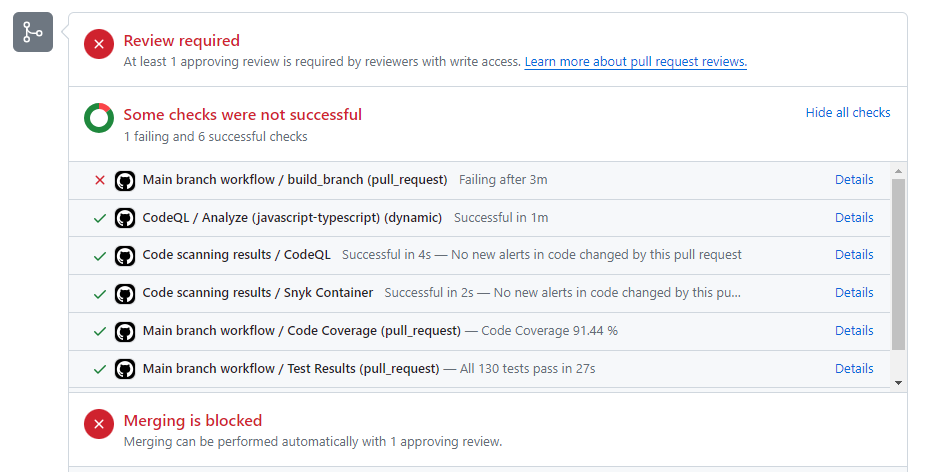 Review required
At least 1 approving review is required by reviewers with write access. Learn more about pull request reviews.
Some checks were not successful
Hide all checks
1 failing and 6 successful checks
Main branch workflow / build_branch (pull_request) Failing after 3m Details
CodeQL / Analyze (javascript-typescript) (dynamic) Successful in 1m Details
Code scanning results / CodeQL Successful in 4s — No new alerts in code changed by this pull request Details
Code scanning results / Snyk Container Successful in 2s — No new alerts in code changed by this pu... Details
Main branch workflow / Code Coverage (pull_request) — Code Coverage 91.44 % Details
Main branch workflow / Test Results (pull_request) — All 130 tests pass in 27s Details
Merging is blocked
Merging can be performed automatically with 1 approving review.